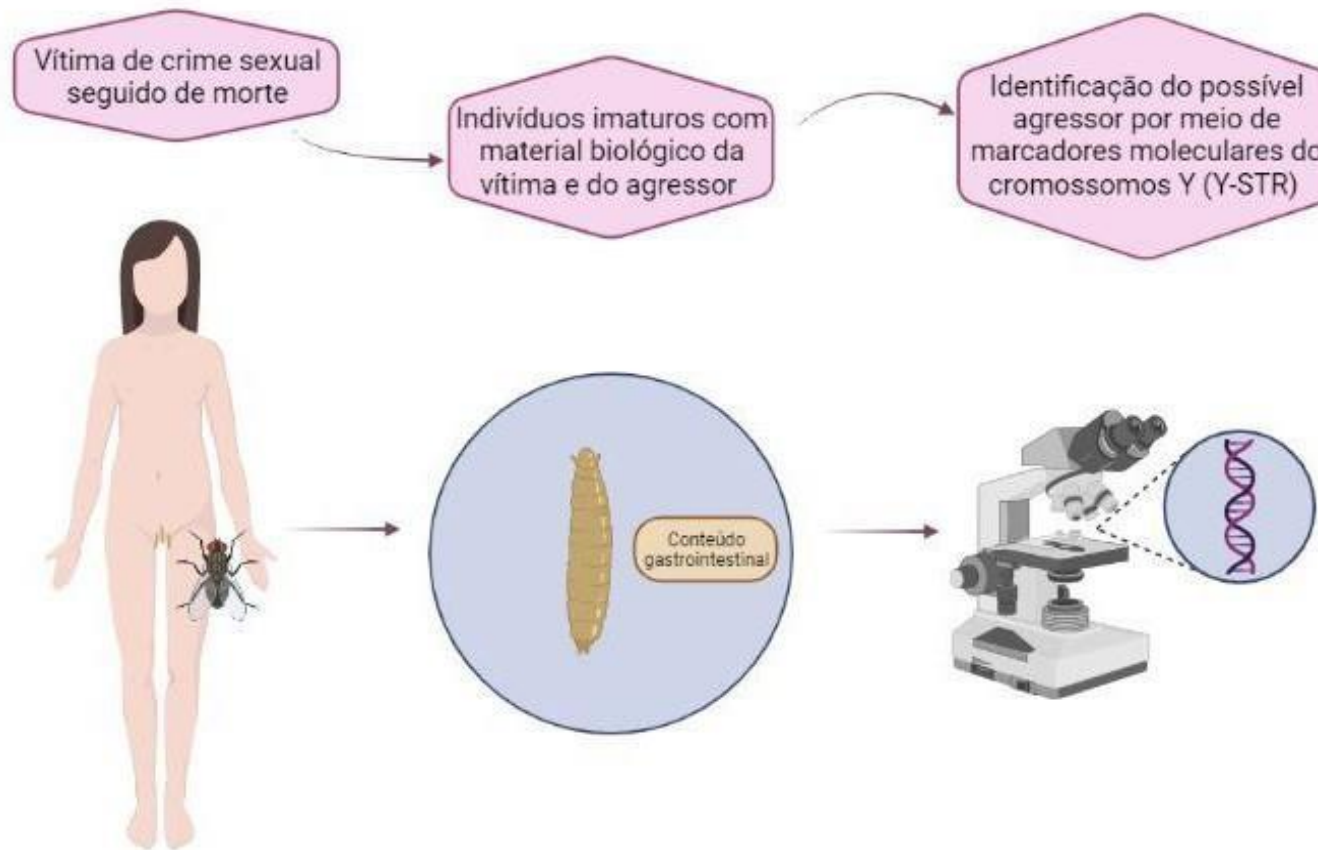 Vítima de crime sexual
seguido de morte
Indivíduos imaturos com
material biológico da
vítima e do agressor
Identificação do possível
agressor por meio de
marcadores moleculares do
cromossomos Y (Y-STR)
Conteúdo
gastrointestinal